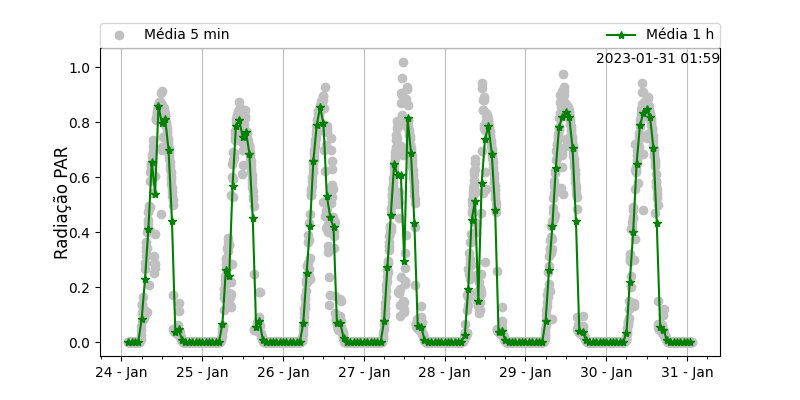 Média 5 min
Média 1 h
2023-01-31 01:59
Radiação PAR
1.0
0.8
0.6
0.4
0.2
0.0
24 - Jan
25 - Jan
26 - Jan
27 - Jan
28 - Jan
29 - Jan
30 - Jan
31 - Jan